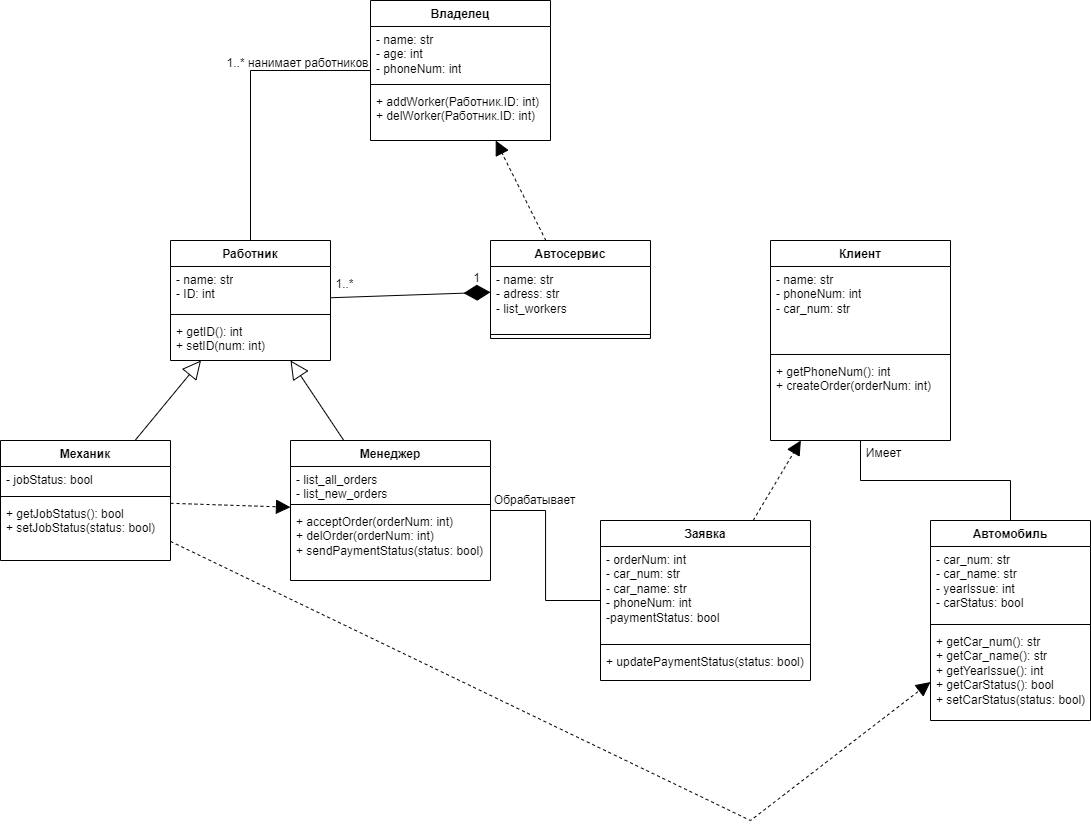 Владелец
- name: str
- age: int
- phoneNum: int
+ addWorker(Работник.ID: int)
+ delWorker(Работник.ID: int)
1..* нанимает работников
Работник
- name: str
- ID: int
+ getID(): int
+ setID(num: int)
1..*
1
Автосервис
- name: str
- adress: str
- list_workers
Клиент
- name: str
- phoneNum: int
- car_num: str
+ getPhoneNum(): int
+ createOrder(orderNum: int)
Механик
- jobStatus: bool
+ getJobStatus(): bool
+ setJobStatus(status: bool)
Менеджер
- list_all_orders
- list_new_orders
+ acceptOrder(orderNum: int)
+ delOrder(orderNum: int)
+ sendPaymentStatus(status: bool)
Обрабатывает
Имеет
Заявка
- orderNum: int
- car_num: str
- car_name: str
- phoneNum: int
-paymentStatus: bool
+ updatePaymentStatus(status: bool)
Автомобиль
- car_num: str
- car_name: str
- yearIssue: int
- carStatus: bool
+ getCar_num(): str
+ getCar_name(): str
+ getYearIssue(): int
+ getCarStatus(): bool
+ setCarStatus(status: bool)